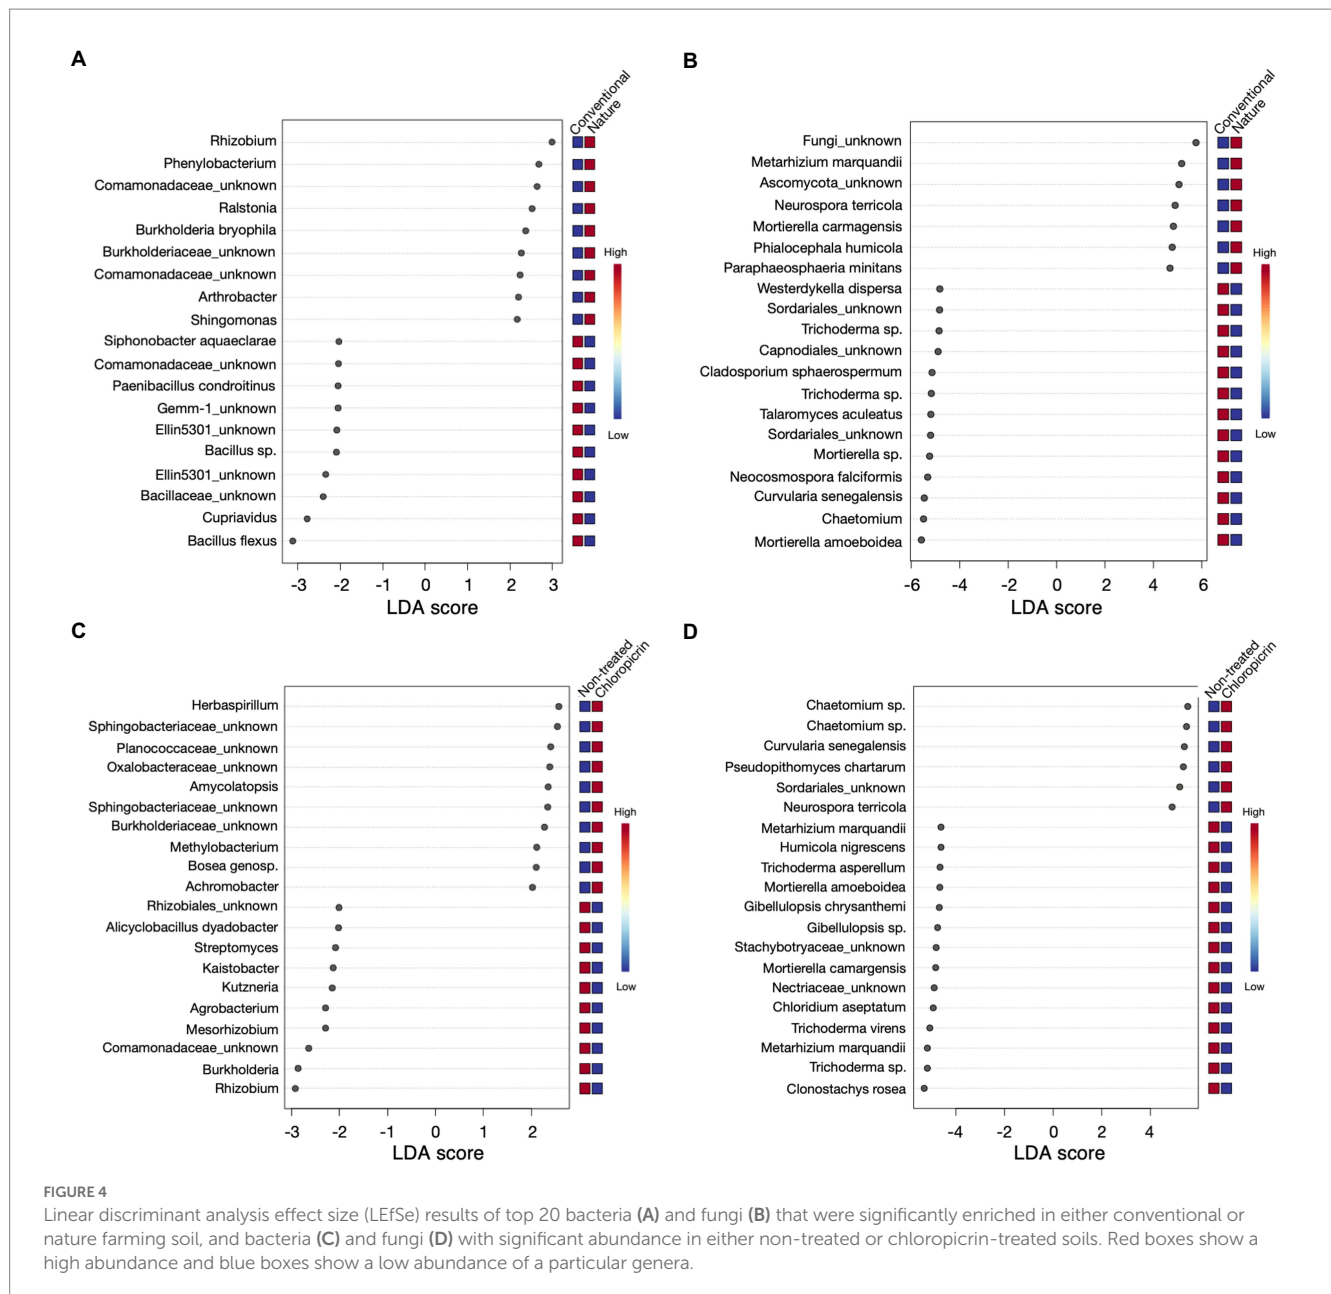 A
Conventional
Nature
Rhizobium
Phenylobacterium
Comamonadaceae_unknown
Ralstonia
Burkholderia bryophila
Burkholderiaceae_unknown
Comamonadaceae_unknown
Arthrobacter
Shingomonas
Siphonobacter aquaeclarae
Comamonadaceae_unknown
Paenibacillus condroitinus
Gemm-1_unknown
Ellin5301_unknown
Bacillus sp.
Ellin5301_unknown
Bacillaceae_unknown
Cupriavidus
Bacillus flexus
High
Low
-3 -2 -1 0 1 2 3
LDA score
B
Conventional
Nature
Fungi_unknown
Metarhizium marquandii
Ascomycota_unknown
Neurospora terricola
Mortierella carmagensis
Phialocephala humicola
Paraphaeosphaeria minitans
Westerdykella dispersa
Sordariales_unknown
Trichoderma sp.
Capnodiales_unknown
Cladosporium sphaerospermum
Trichoderma sp.
Talaromyces aculeatus
Sordariales_unknown
Mortierella sp.
Neocosmospora falciformis
Curvularia senegalensis
Chaetomium
Mortierella amoeboidea
High
Low
-6 -4 -2 0 2 4 6
LDA score
C
Non-treated
Chloropicrin
Herbaspirillum
Sphingobacteriaceae_unknown
Planococcaceae_unknown
Oxalobacteraceae_unknown
Amycolatopsis
Sphingobacteriaceae_unknown
Burkholderiaceae_unknown
Methylobacterium
Bosea genosp.
Achromobacter
Rhizobiales_unknown
Alicyclobacillus dyadobacter
Streptomyces
Kaistobacter
Kutzneria
Agrobacterium
Mesorhizobium
Comamonadaceae_unknown
Burkholderia
Rhizobium
High
Low
-3 -2 -1 0 1 2
LDA score
D
Non-treated
Chloropicrin
Chaetomium sp.
Chaetomium sp.
Curvularia senegalensis
Pseudopithomyces chartarum
Sordariales_unknown
Neurospora terricola
Metarhizium marquandii
Humicola nigrescens
Trichoderma asperellum
Mortierella amoeboidea
Gibellulopsis chrysanthemi
Gibellulopsis sp.
Stachybotryaceae_unknown
Mortierella camargensis
Nectriaceae_unknown
Chloridium aseptatum
Trichoderma virens
Metarhizium marquandii
Trichoderma sp.
Clonostachys rosea
High
Low
-4 -2 0 2 4
LDA score
FIGURE 4
Linear discriminant analysis effect size (LEfSe) results of top 20 bacteria (A) and fungi (B) that were significantly enriched in either conventional or
nature farming soil, and bacteria (C) and fungi (D) with significant abundance in either non-treated or chloropicrin-treated soils. Red boxes show a
high abundance and blue boxes show a low abundance of a particular genera.